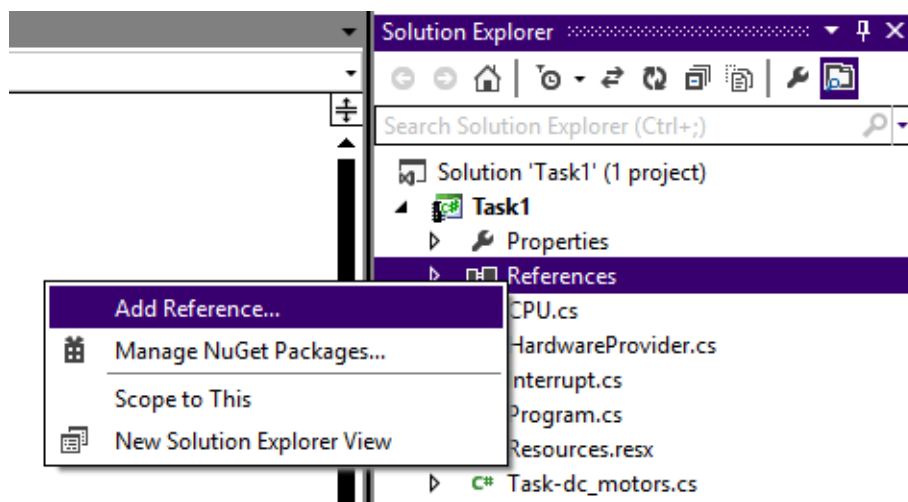 Solution Explorer
Search Solution Explorer (Ctrl+;)
Solution 'Task1' (1 project)
C# Task1
Properties
References
Add Reference...
CPU.cs
Manage NuGet Packages...
HardwareProvider.cs
Interrupt.cs
Scope to This
Program.cs
New Solution Explorer View
Resources.resx
C# Task-dc_motors.cs